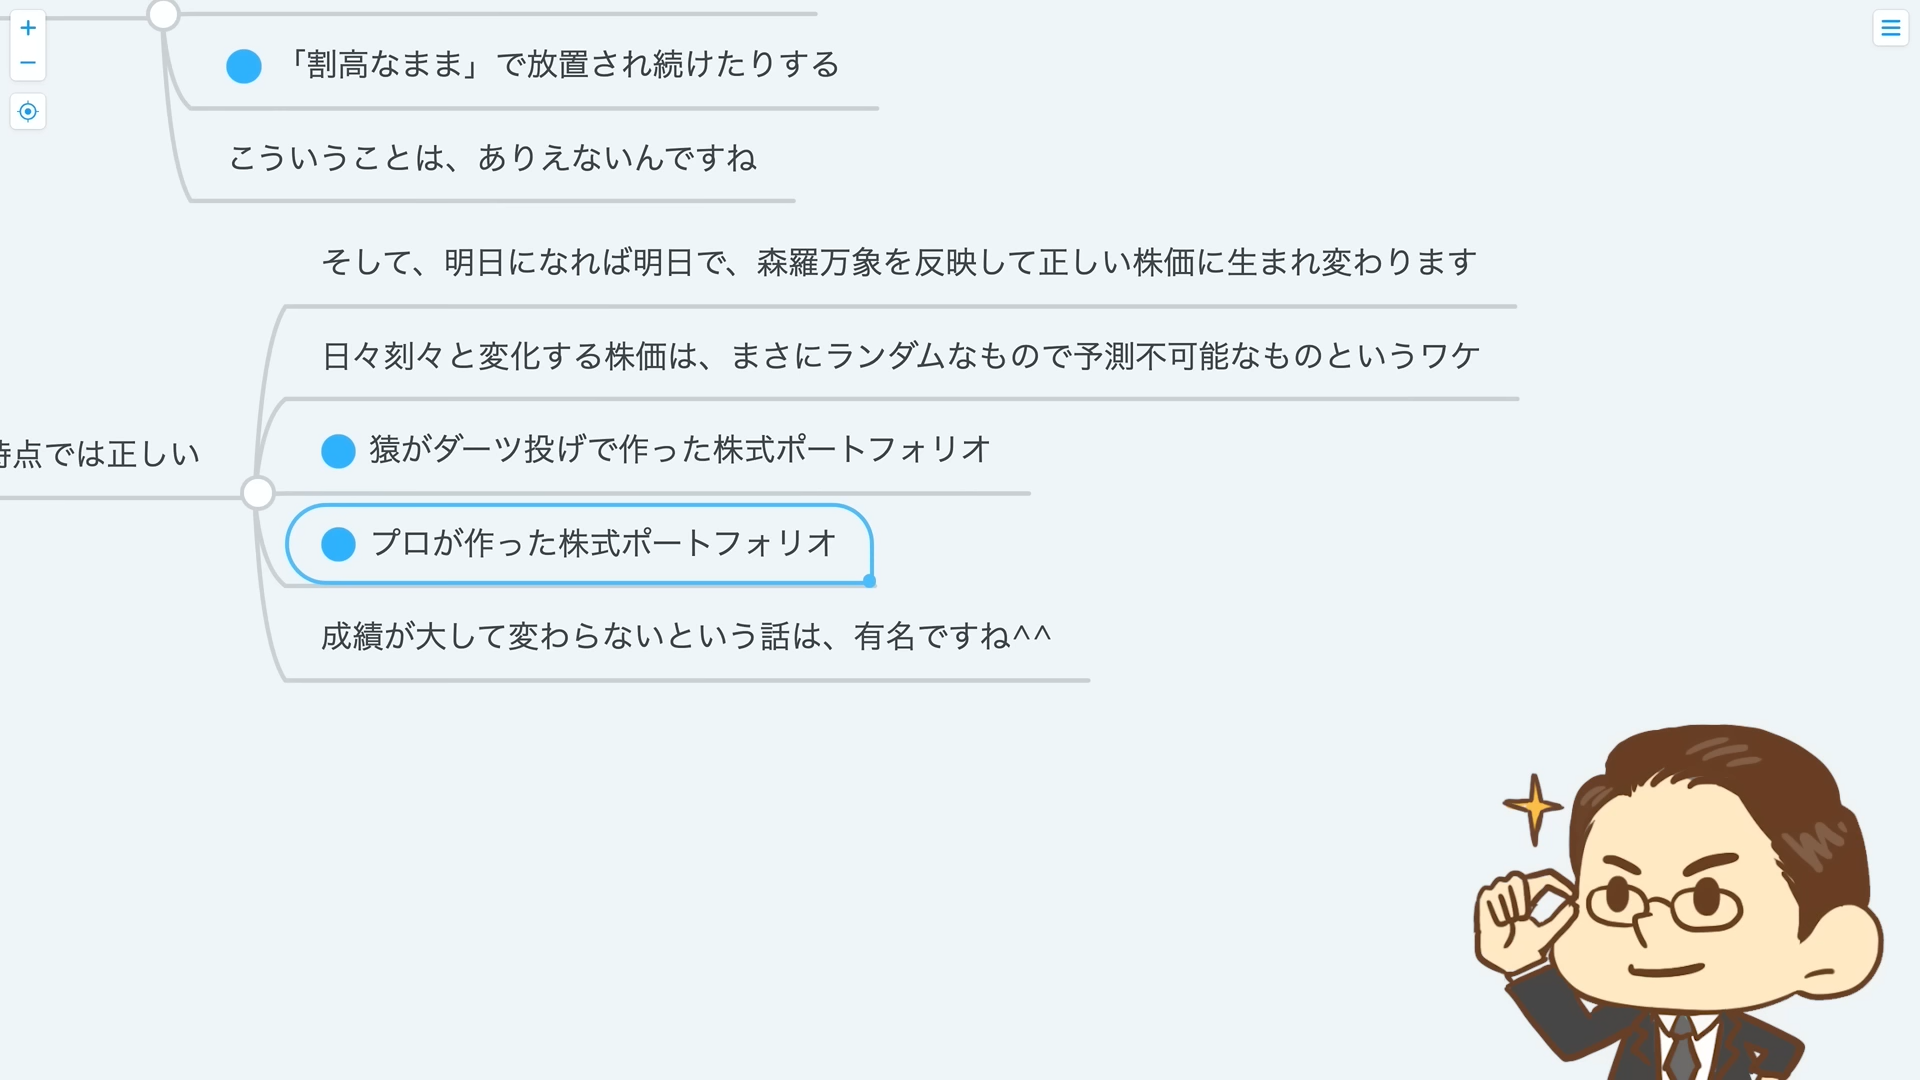 「割高なまま」で放置され続けたりする
こういうことは、ありえないんですね
そして、明日になれば明日で、森羅万象を反映して正しい株価に生まれ変わります
日々刻々と変化する株価は、まさにランダムなもので予測不可能なものというワケ
時点では正しい
猿がダーツ投げで作った株式ポートフォリオ
プロが作った株式ポートフォリオ
成績が大して変わらないという話は、有名ですね^^